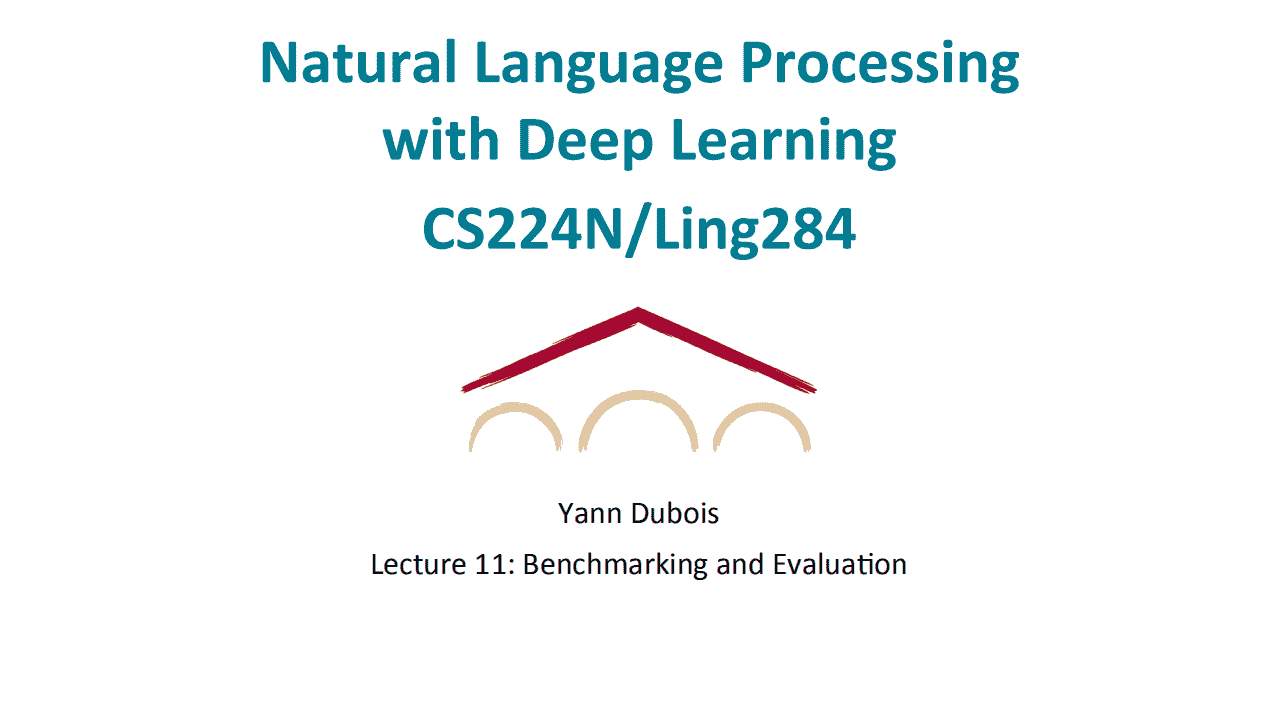 Natural Language Processing
with Deep Learning
CS224N/Ling284
Yann Dubois
Lecture 11: Benchmarking and Evaluation